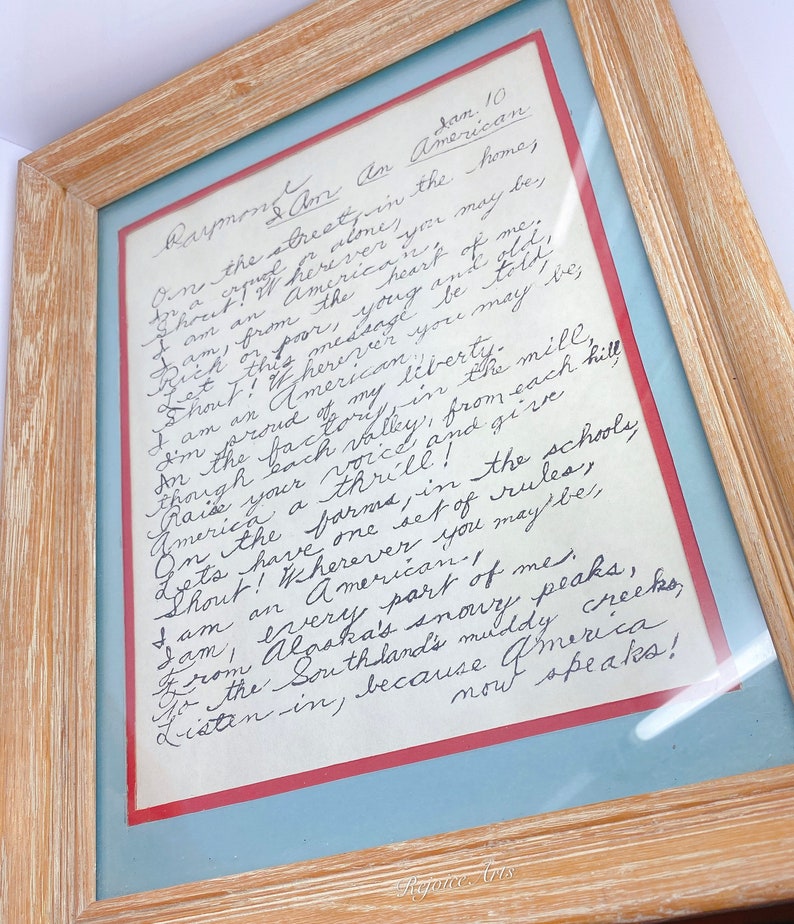 Jan. 10
Raymond
I Am An American
On the street, in the home,
In a crowd or alone,
Shout! Wherever you may be,
I am an American,
I am, from the heart of me.
Rich or poor, youg and old,
Let this message be told,
Shout! Wherever you may be,
I am an American,
I'm proud of my liberty.
In the factory, in the mill,
though each valley, from each hill,
Raise your voice, and give
America a thrill!
On the farms, in the schools,
Lets have one set of rules,
Shout! Wherever you may be,
I am an American,
I am, every part of me.
From Alaska's snowy peaks,
To the Southland's muddy creeks,
Listen in, because America
now speaks!
Rejoice Arts